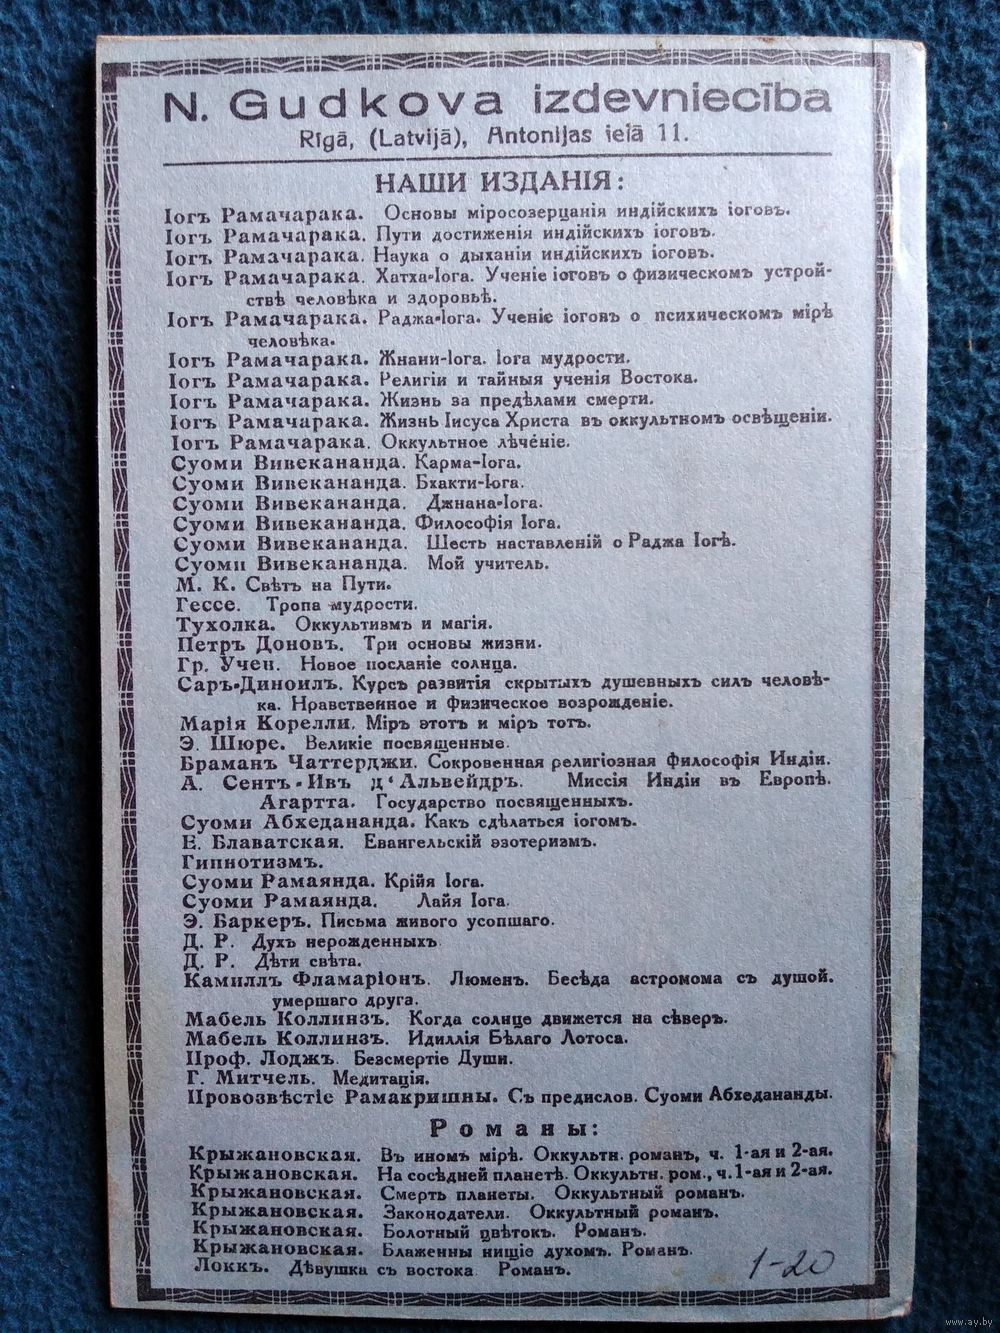 N. Gudkova izdevniecība
Rīgā, (Latvijā), Antonijas ielā 11.
НАШИ ИЗДАНІЯ:
Іогъ Рамачарака. Основы міросозерцанія индійскихъ іоговъ.
Іогъ Рамачарака. Пути достиженія индійскихъ іоговъ.
Іогъ Рамачарака. Наука о дыханіи индійскихъ іоговъ.
Іогъ Рамачарака. Хатха-Іога. Ученіе іоговъ о физическомъ устрой-
ствѣ человѣка и здоровьѣ.
Іогъ Рамачарака. Раджа-Іога. Ученіе іоговъ о психическомъ мірѣ
человѣка.
Іогъ Рамачарака. Жнани-Іога. Іога мудрости.
Іогъ Рамачарака. Религіи и тайныя ученія Востока.
Іогъ Рамачарака. Жизнь за предѣлами смерти.
Іогъ Рамачарака. Жизнь Іисуса Христа въ оккультномъ освѣщеніи.
Іогъ Рамачарака. Оккультное лѣчéніе.
Суоми Вивекананда. Карма-Іога.
Суоми Вивекананда. Бхакти-Іога.
Суоми Вивекананда. Джнана-Іога.
Суоми Вивекананда. Философія Іога.
Суоми Вивекананда. Шесть наставленій о Раджа Іогѣ.
Суоми Вивекананда. Мой учитель.
М. К. Свѣтъ на Пути.
Гессе. Тропа мудрости.
Тухолка. Оккультизмъ и магія.
Петръ Доновъ. Три основы жизни.
Гр. Учен. Новое посланіе солнца.
Саръ-Диноилъ. Курсъ развитія скрытыхъ душевныхъ силъ человѣ-
ка. Нравственное и физическое возрожденіе.
Марія Корелли. Міръ этотъ и міръ тотъ.
Э. Шюре. Великіе посвященные.
Браманъ Чаттерджи. Сокровенная религіозная философія Индіи.
А. Сентъ-Ивъ д'Альвейдръ. Миссія Индіи въ Европѣ.
Агартта. Государство посвященныхъ.
Суоми Абхедананда. Какъ сдѣлаться іогомъ.
Е. Блаватская. Евангельскій эзотеризмъ.
Гипнотизмъ.
Суоми Рамаянда. Крійя Іога.
Суоми Рамаянда. Лайя Іога.
Э. Баркеръ. Письма живого усопшаго.
Д. Р. Духъ нерожденныхъ
Д. Р. Дѣти свѣта.
Камиллъ Фламаріонъ. Люменъ. Бесѣда астромома съ душой.
умершаго друга.
Мабель Коллинзъ. Когда солнце движется на сѣверъ.
Мабель Коллинзъ. Идиллія Бѣлаго Лотоса.
Проф. Лоджъ. Безсмертіе Души.
Г. Митчель. Медитація.
Провозвѣстіе Рамакришны. Съ предислов. Суоми Абхедананды.
Романы:
Крыжановская. Въ иномъ мірѣ. Оккультн. романъ, ч. 1-ая и 2-ая.
Крыжановская. На сосѣдней планетѣ. Оккультн. ром., ч. 1-ая и 2-ая.
Крыжановская. Смерть планеты. Оккультный романъ.
Крыжановская. Законодатели. Оккультный романъ.
Крыжановская. Болотный цвѣтокъ. Романъ.
Крыжановская. Блаженны нищіе духомъ. Романъ.
Локкъ. Дѣвушка съ востока Романъ.
1-20
www.ay.by